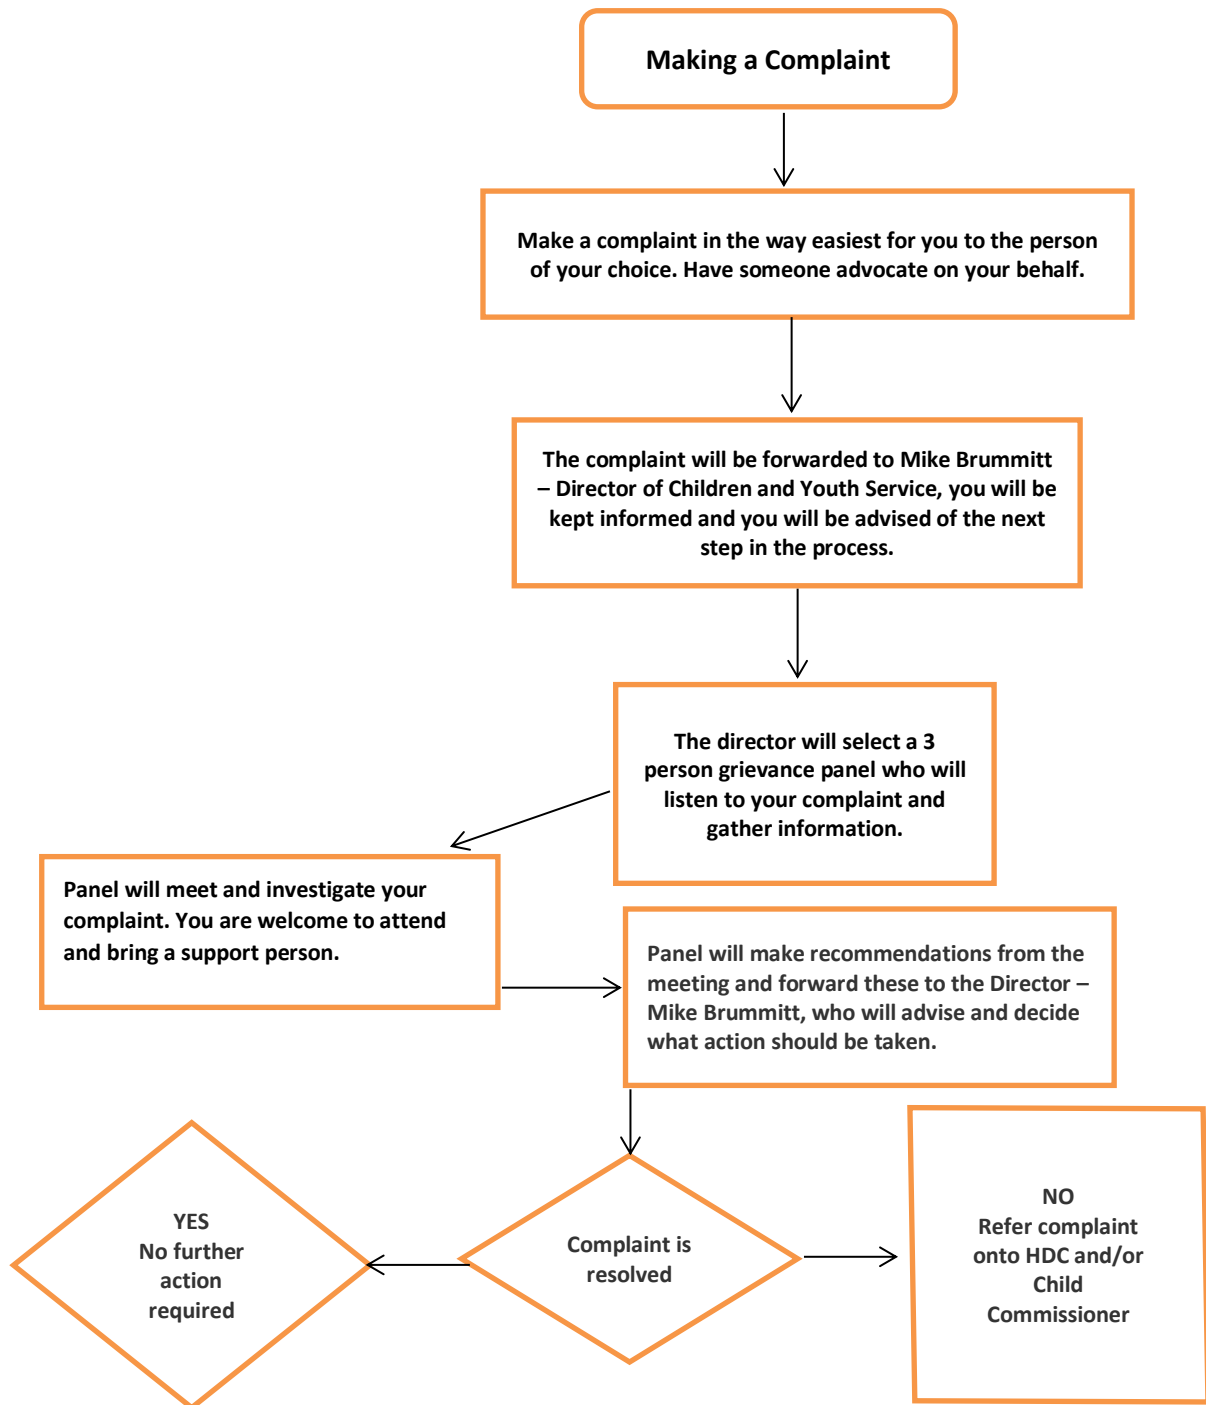 Making a Complaint
Make a complaint in the way easiest for you to the person
of your choice. Have someone advocate on your behalf.
The complaint will be forwarded to Mike Brummitt
– Director of Children and Youth Service, you will be
kept informed and you will be advised of the next
step in the process.
The director will select a 3
person grievance panel who will
listen to your complaint and
gather information.
Panel will meet and investigate your
complaint. You are welcome to attend
and bring a support person.
Panel will make recommendations from the
meeting and forward these to the Director –
Mike Brummitt, who will advise and decide
what action should be taken.
Complaint is
resolved
YES
No further
action
required
NO
Refer complaint
onto HDC and/or
Child
Commissioner